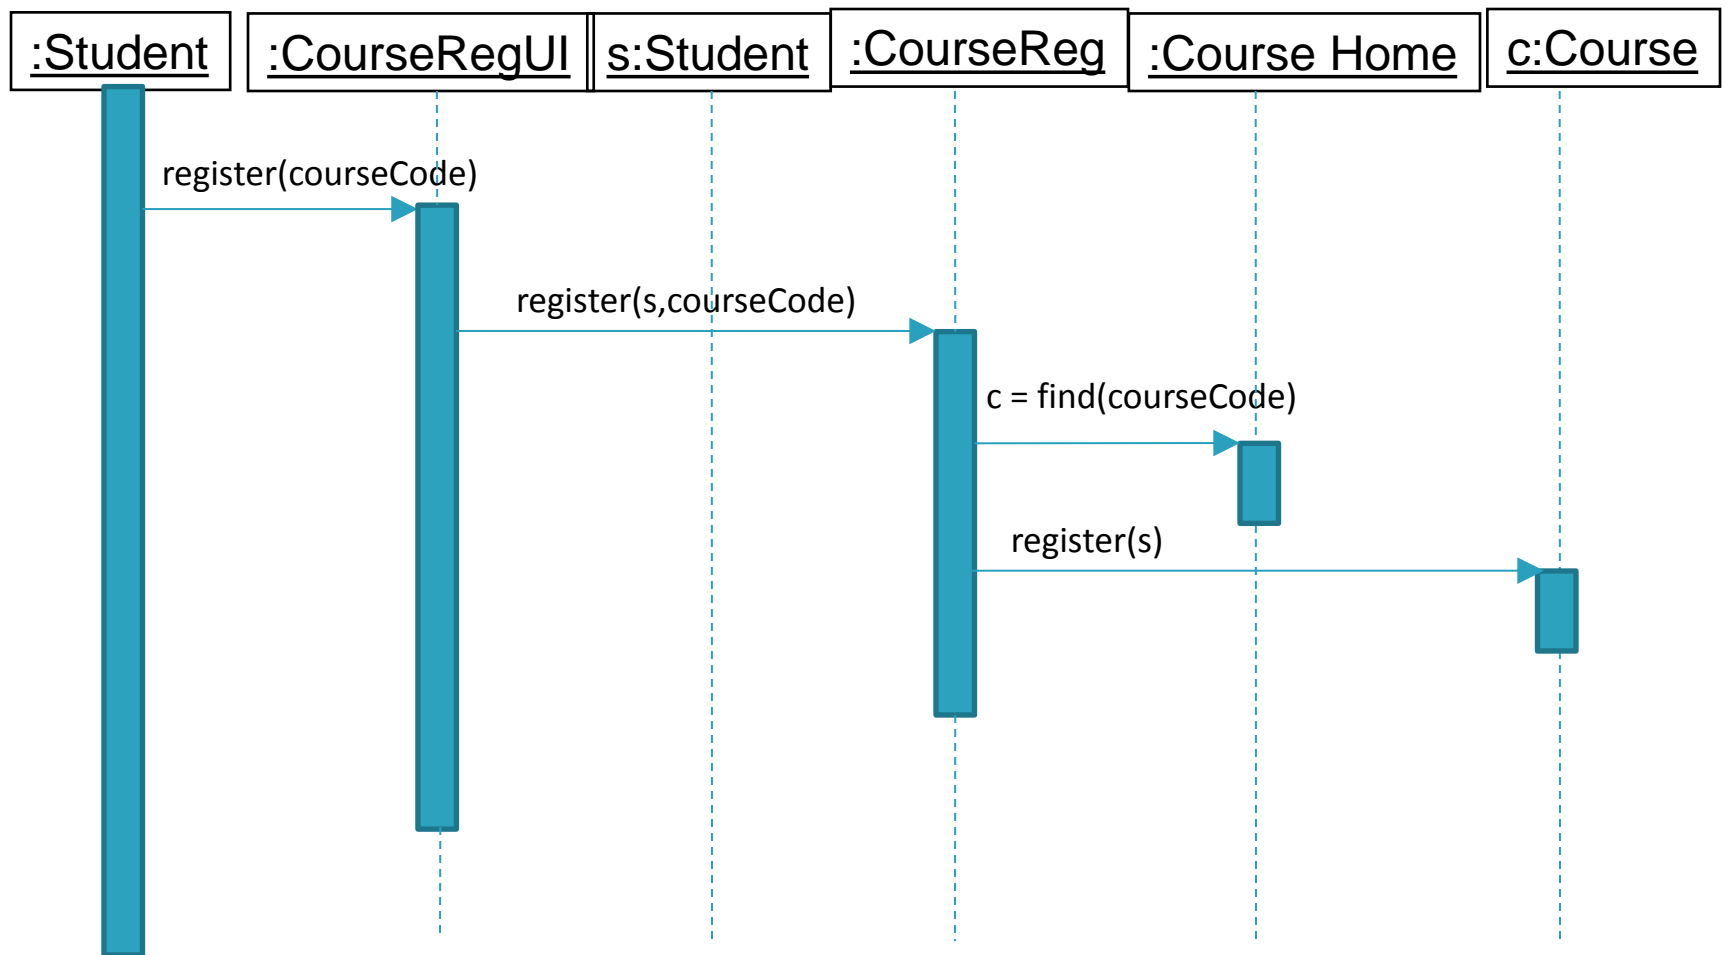 :Student
:CourseRegUI
s:Student
:CourseReg
:Course Home
c:Course
register(courseCode)
register(s,courseCode)
c = find(courseCode)
register(s)